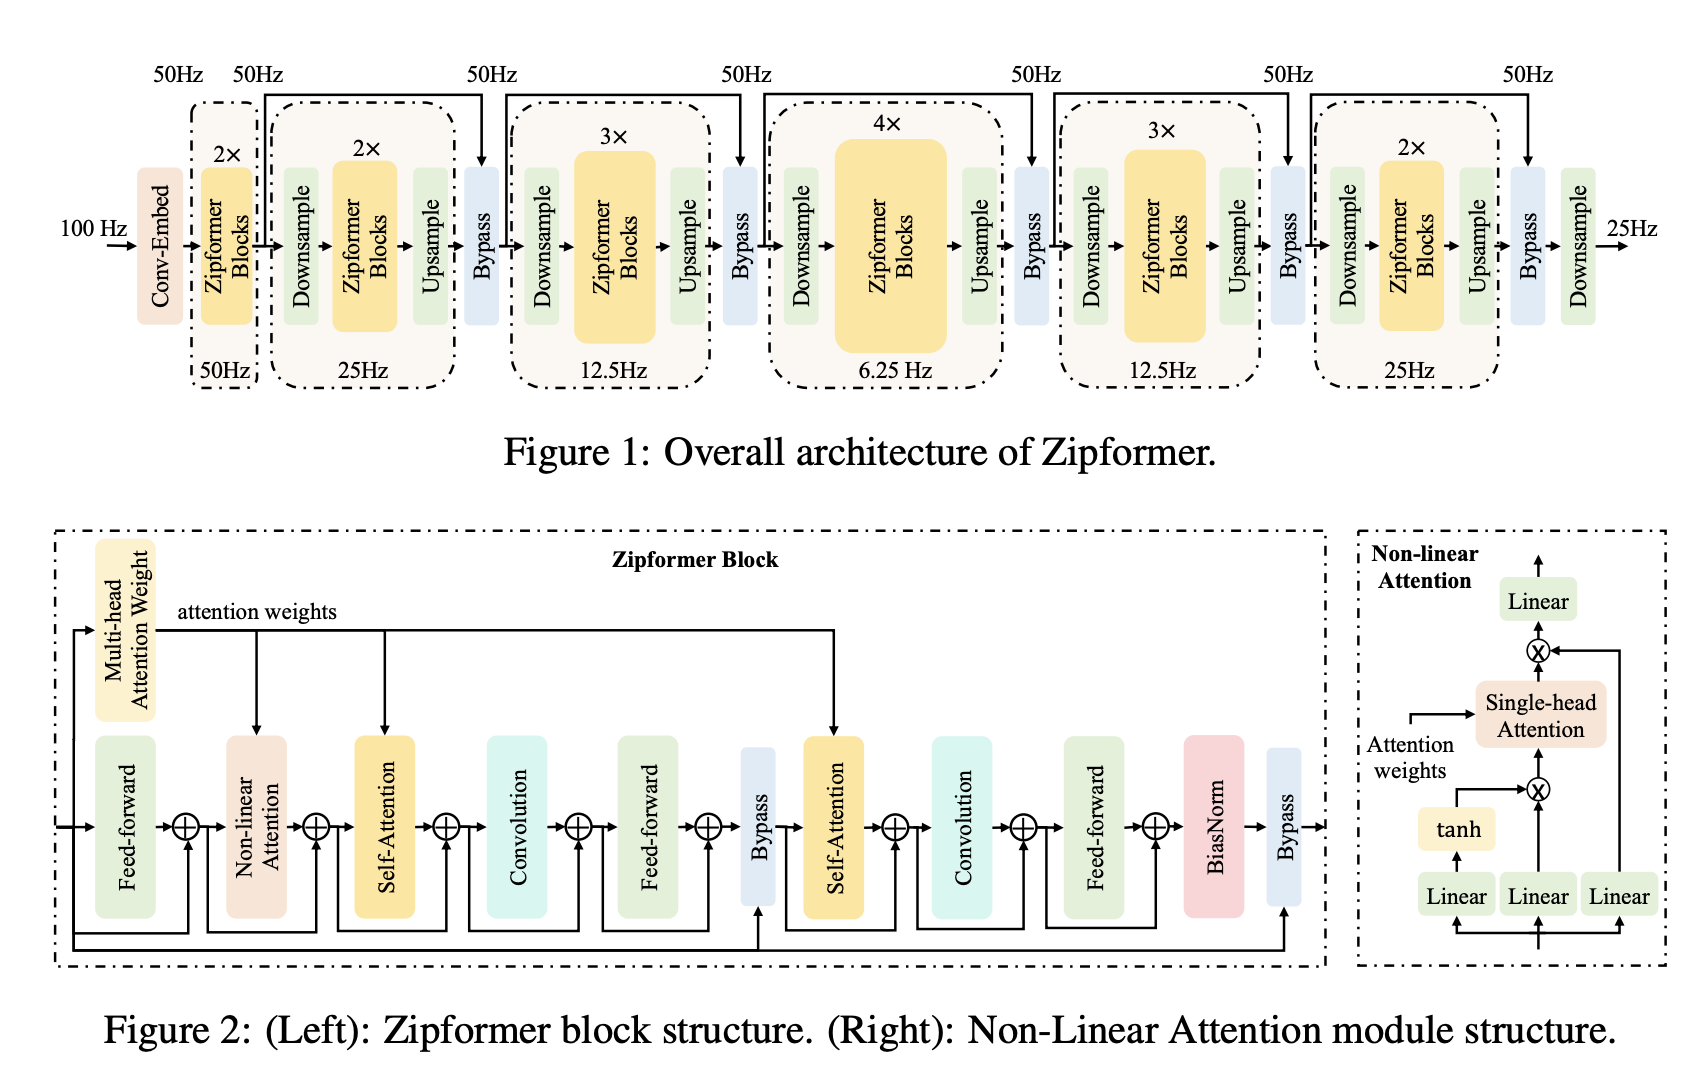 50Hz 50Hz 50Hz 50Hz 50Hz 50Hz 50Hz
2× 2× 3× 4× 3× 2×
100 Hz
Conv-Embed
Zipformer
Blocks
Downsample
Zipformer
Blocks
Upsample
Bypass
Downsample
Zipformer
Blocks
Upsample
Bypass
Downsample
Zipformer
Blocks
Upsample
Bypass
Downsample
Zipformer
Blocks
Upsample
Bypass
Downsample
Zipformer
Blocks
Upsample
Bypass
Downsample
25Hz
50Hz 25Hz 12.5Hz 6.25 Hz 12.5Hz 25Hz
Figure 1: Overall architecture of Zipformer.
Zipformer Block
Multi-head
Attention Weight
attention weights
Feed-forward
Non-linear
Attention
Self-Attention
Convolution
Feed-forward
Bypass
Self-Attention
Convolution
Feed-forward
BiasNorm
Bypass
Non-linear
Attention
Linear
X
Single-head
Attention
Attention
weights
X
tanh
Linear Linear Linear
Figure 2: (Left): Zipformer block structure. (Right): Non-Linear Attention module structure.